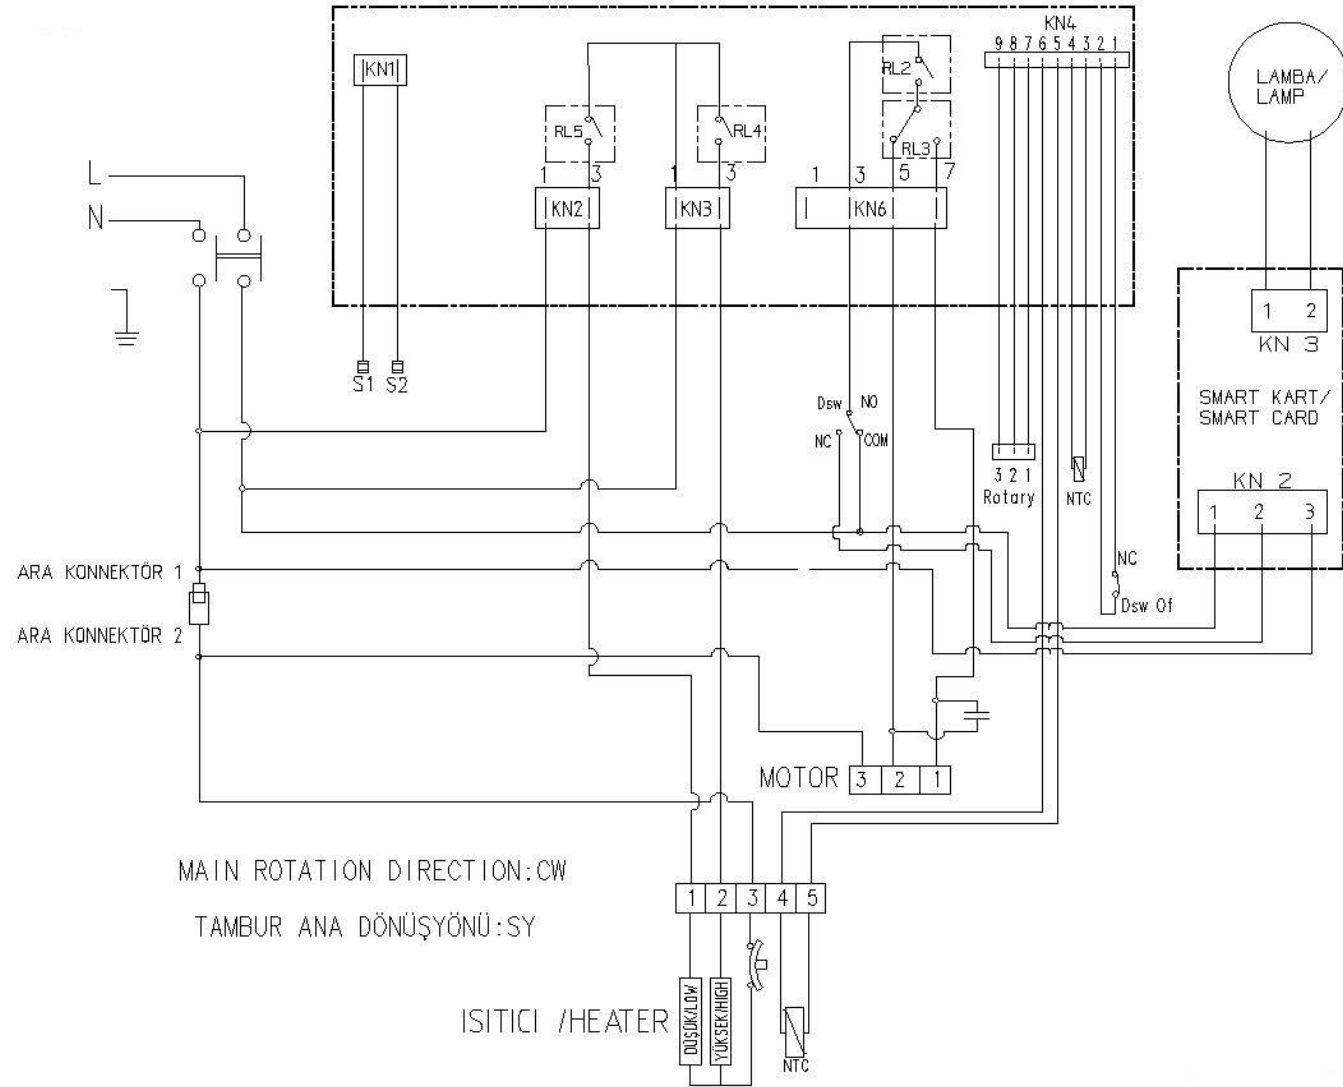 KN4
9 8 7 6 5 4 3 2 1
KN1
RL2
LAMBA/
LAMP
RL5
RL4
RL3
1 3
1 3
1 3 5 7
L
KN2
KN3
KN6
N
1 2
KN 3
S1 S2
Dsw NO
SMART KART/
SMART CARD
NC COM
3 2 1
Rotary
NTC
KN 2
1 2 3
NC
ARA KONNEKTÖR 1
Dsw Of
ARA KONNEKTÖR 2
MOTOR 3 2 1
MAIN ROTATION DIRECTION:CW
1 2 3 4 5
TAMBUR ANA DÖNÜŞYÖNÜ:SY
ISITICI /HEATER
DÜŞÜK/LOW
YÜKSEK/HIGH
NTC